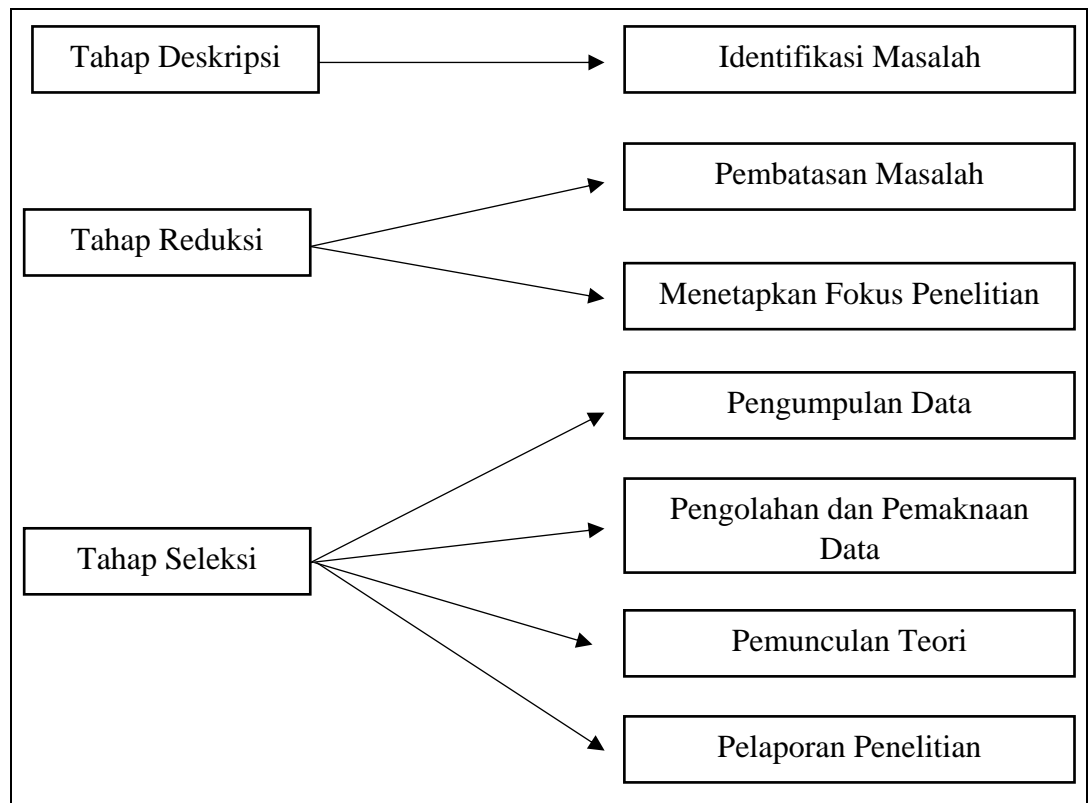 Tahap Deskripsi
Identifikasi Masalah
Tahap Reduksi
Pembatasan Masalah
Menetapkan Fokus Penelitian
Tahap Seleksi
Pengumpulan Data
Pengolahan dan Pemaknaan
Data
Pemunculan Teori
Pelaporan Penelitian